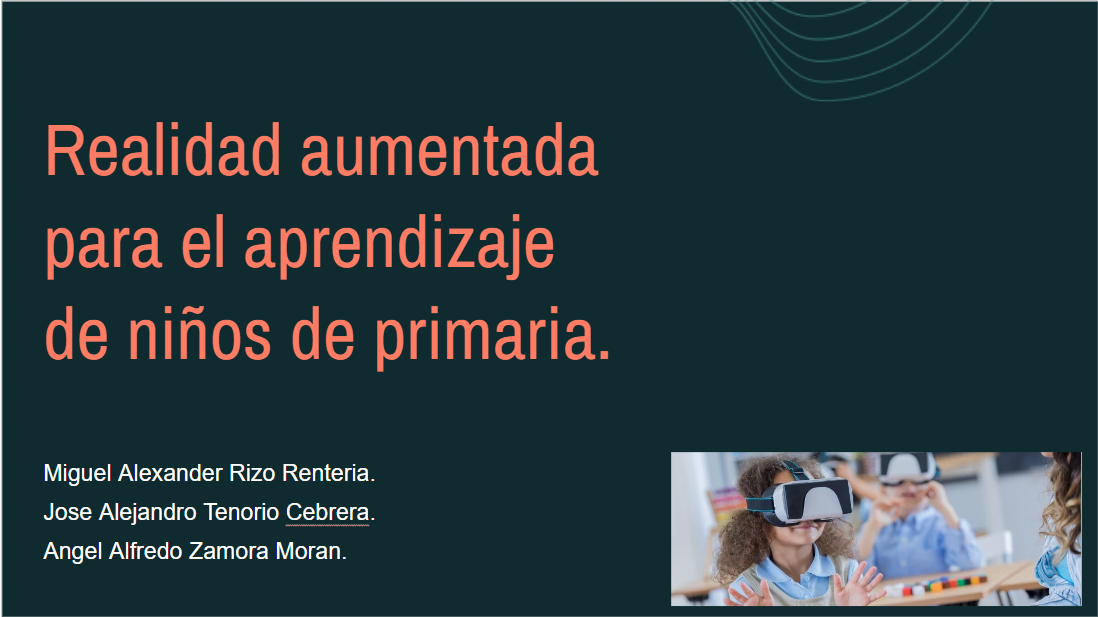 Realidad aumentada
para el aprendizaje
de niños de primaria.
Miguel Alexander Rizo Renteria.
Jose Alejandro Tenorio Cebrera.
Angel Alfredo Zamora Moran.